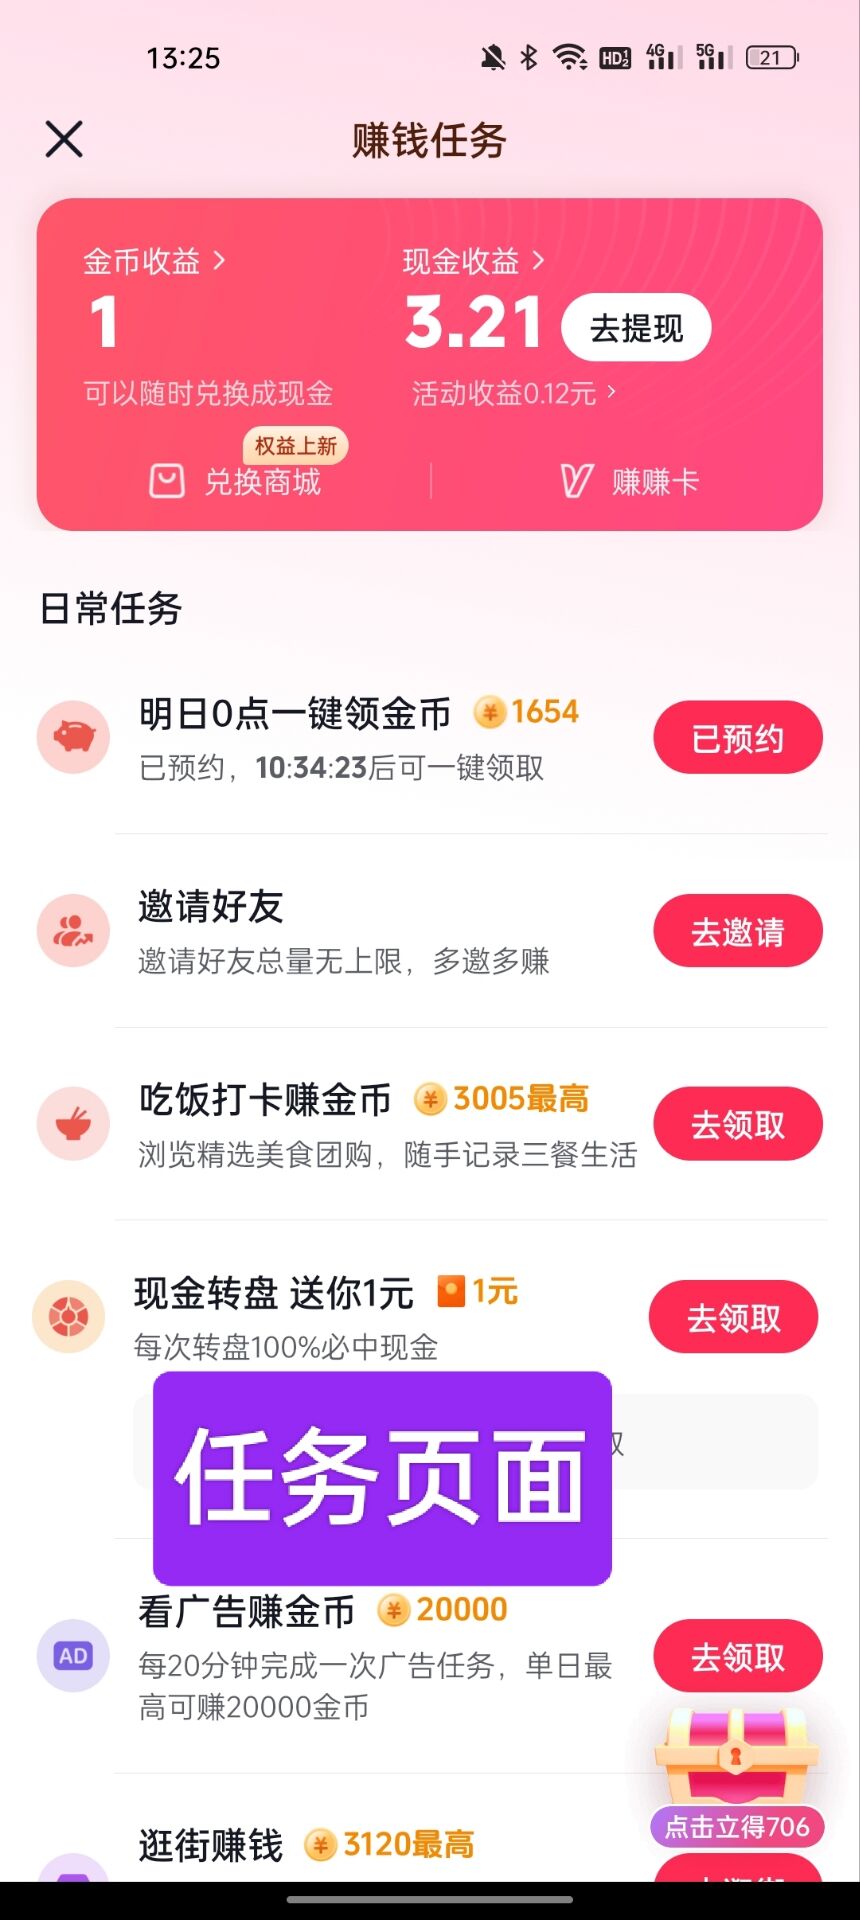 13:25
HD 1 2 4G 5G 21
赚钱任务
金币收益
现金收益
1
3.21
去提现
可以随时兑换成现金
活动收益0.12元
权益上新
兑换商城
赚赚卡
日常任务
明日0点一键领金币 1654
已预约，10:34:23后可一键领取
已预约
邀请好友
邀请好友总量无上限，多邀多赚
去邀请
吃饭打卡赚金币 3005最高
浏览精选美食团购，随手记录三餐生活
去领取
现金转盘 送你1元 1元
每次转盘100%必中现金
去领取
任务页面
看广告赚金币 20000
AD
每20分钟完成一次广告任务，单日最
高可赚20000金币
去领取
点击立得706
逛街赚钱 3120最高